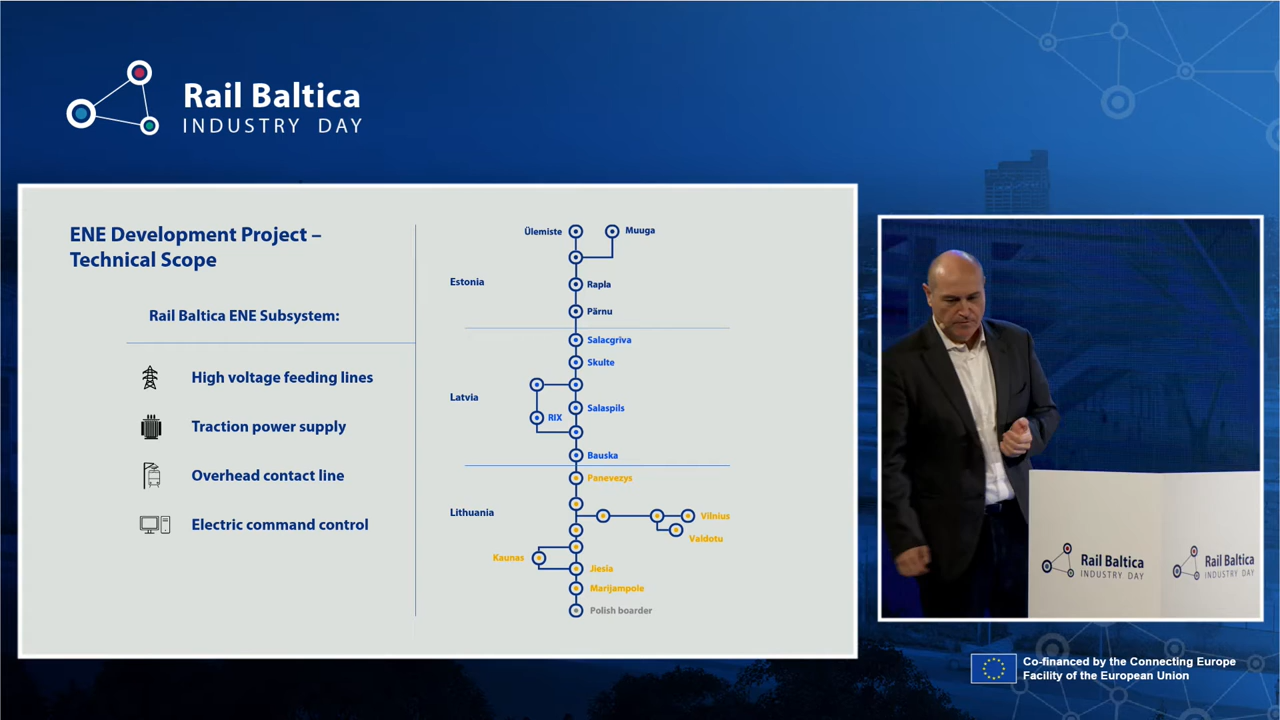 Rail Baltica
INDUSTRY DAY
ENE Development Project –
Technical Scope
Rail Baltica ENE Subsystem:
High voltage feeding lines
Traction power supply
Overhead contact line
Electric command control
Ülemiste
Muuga
Estonia
Rapla
Pärnu
Salacgriva
Skulte
Latvia
RIX
Salaspils
Bauska
Panevezys
Lithuania
Vilnius
Valdotu
Kaunas
Jiesia
Marijampole
Polish boarder
Rail Baltica
INDUSTRY DAY
Rail Baltica
INDUSTRY DAY
Co-financed by the Connecting Europe
Facility of the European Union